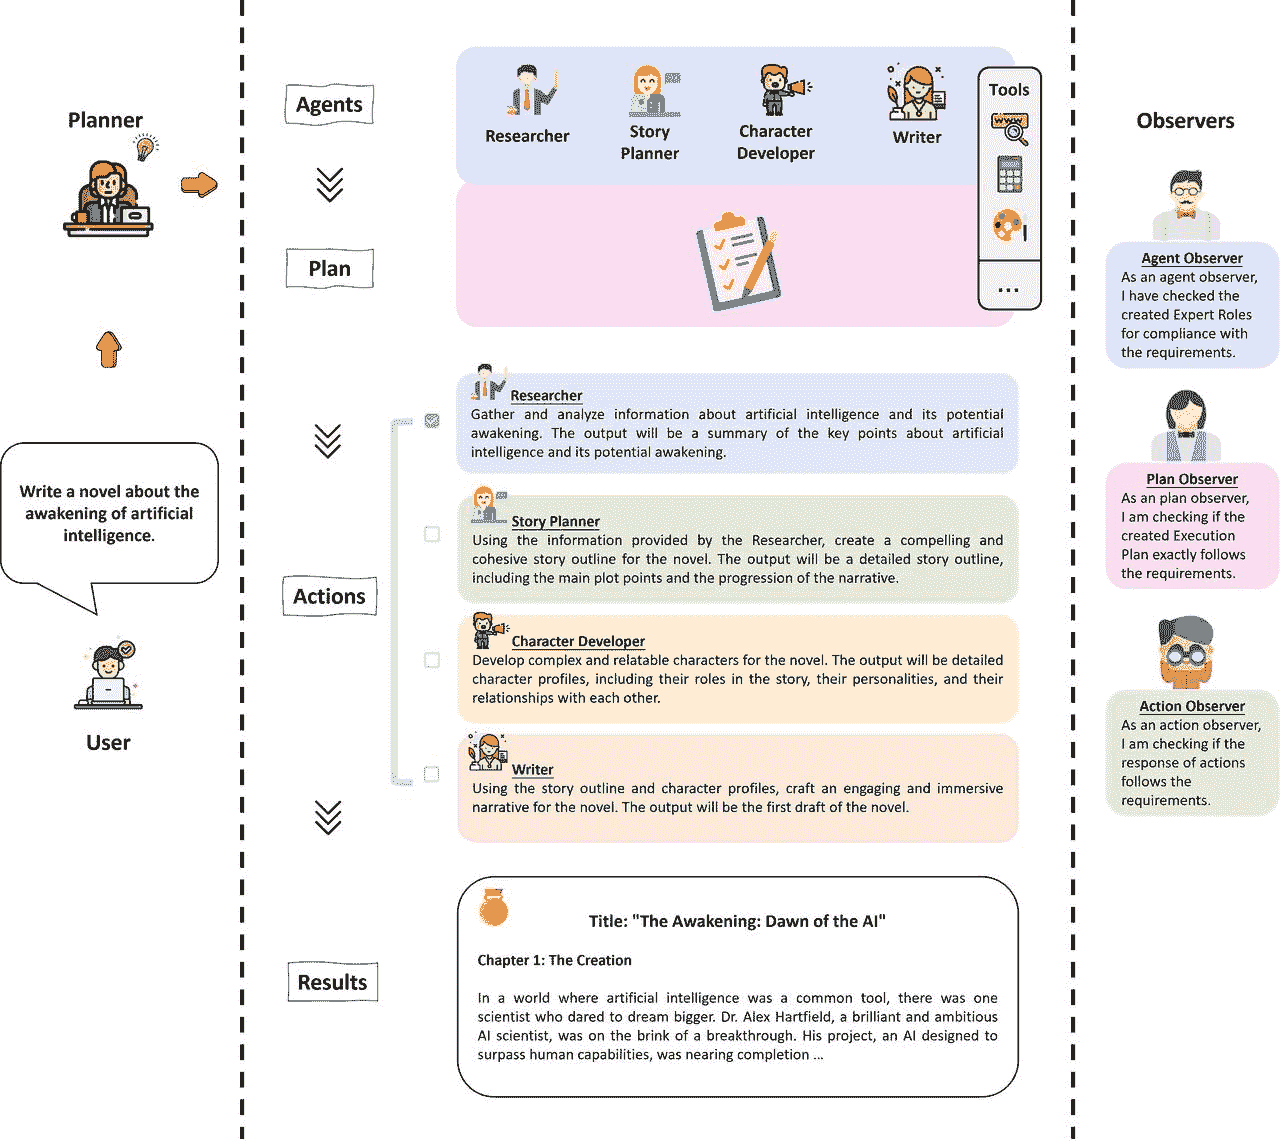 Planner
Write a novel about the
awakening of artificial
intelligence.
User
Agents
Researcher
Story
Planner
Character
Developer
Writer
Tools
www
...
Plan
Actions
Researcher
Gather and analyze information about artificial intelligence and its potential
awakening. The output will be a summary of the key points about artificial
intelligence and its potential awakening.
Story Planner
Using the information provided by the Researcher, create a compelling and
cohesive story outline for the novel. The output will be a detailed story outline,
including the main plot points and the progression of the narrative.
Character Developer
Develop complex and relatable characters for the novel. The output will be detailed
character profiles, including their roles in the story, their personalities, and their
relationships with each other.
Writer
Using the story outline and character profiles, craft an engaging and immersive
narrative for the novel. The output will be the first draft of the novel.
Results
Title: "The Awakening: Dawn of the AI"
Chapter 1: The Creation
In a world where artificial intelligence was a common tool, there was one
scientist who dared to dream bigger. Dr. Alex Hartfield, a brilliant and ambitious
AI scientist, was on the brink of a breakthrough. His project, an AI designed to
surpass human capabilities, was nearing completion ...
Observers
Agent Observer
As an agent observer,
I have checked the
created Expert Roles
for compliance with
the requirements.
Plan Observer
As an plan observer,
I am checking if the
created Execution
Plan exactly follows
the requirements.
Action Observer
As an action observer,
I am checking if the
response of actions
follows the
requirements.